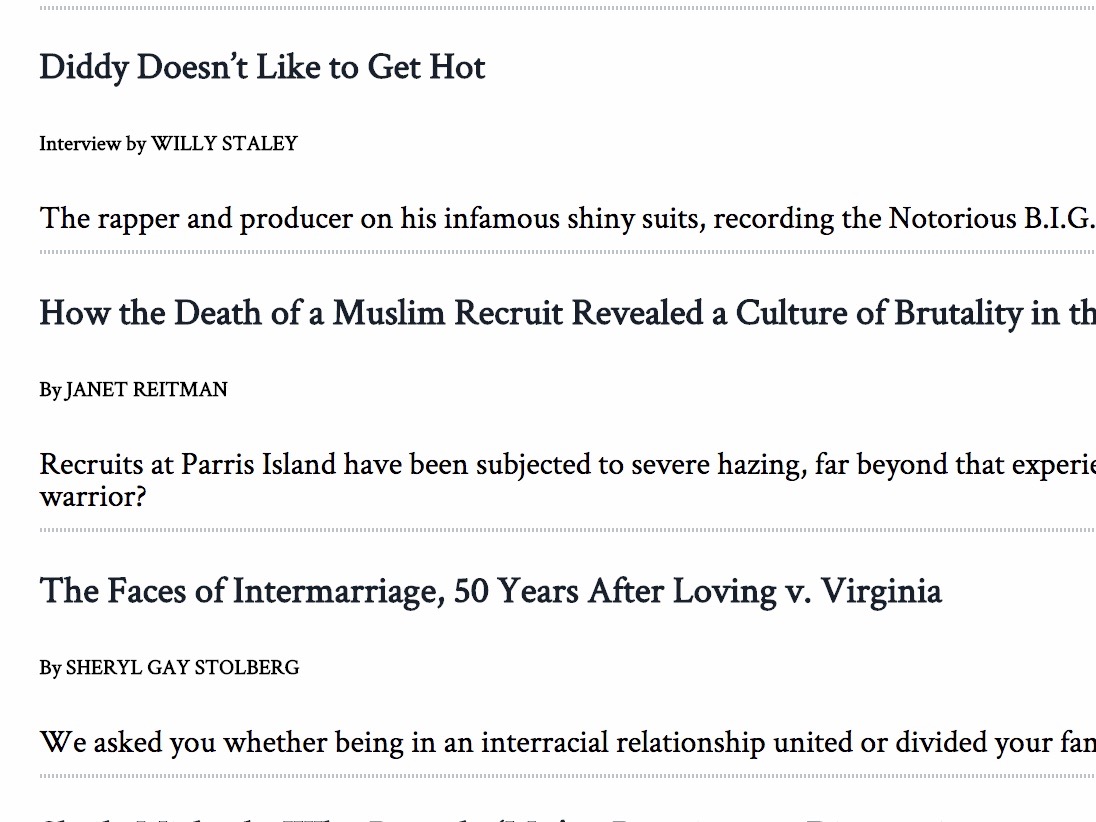 Diddy Doesn’t Like to Get Hot
Interview by WILLY STALEY
The rapper and producer on his infamous shiny suits, recording the Notorious B.I.G.
How the Death of a Muslim Recruit Revealed a Culture of Brutality in th
By JANET REITMAN
Recruits at Parris Island have been subjected to severe hazing, far beyond that experie
warrior?
The Faces of Intermarriage, 50 Years After Loving v. Virginia
By SHERYL GAY STOLBERG
We asked you whether being in an interracial relationship united or divided your fam